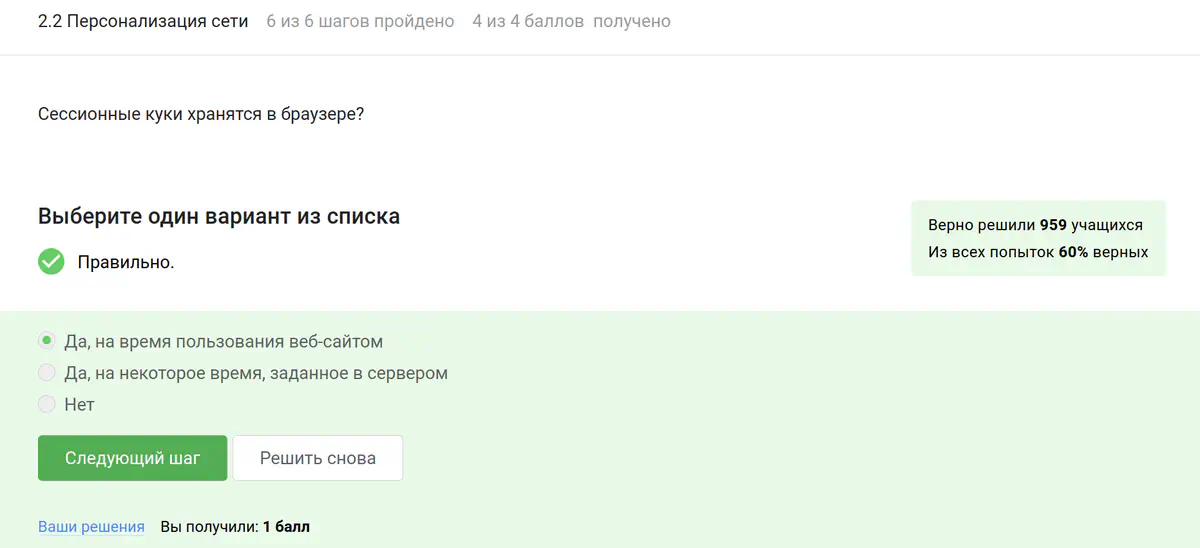 2.2 Персонализация сети 6 из 6 шагов пройдено 4 из 4 баллов получено
Сессионные куки хранятся в браузере?
Выберите один вариант из списка
Правильно.
Верно решили 959 учащихся
Из всех попыток 60% верных
Да, на время пользования веб-сайтом
Да, на некоторое время, заданное в сервером
Нет
Следующий шаг Решить снова
Ваши решения Вы получили: 1 балл